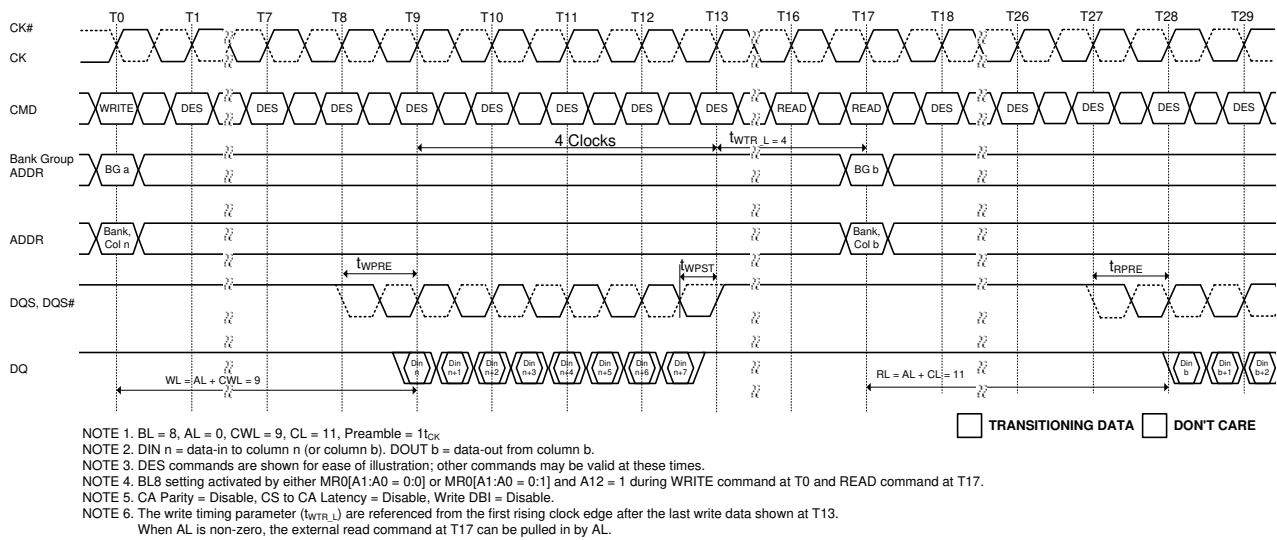 T0 T1 T7 T8 T9 T10 T11 T12 T13 T16 T17 T18 T26 T27 T28 T29
CK#
CK
CMD WRITE DES DES DES DES DES DES DES DES READ READ DES DES DES DES DES
4 Clocks tWTR_L = 4
Bank Group
ADDR
BG a BG b
ADDR
Bank, Bank,
Col n Col b
tWPRE tWPST tRPRE
DQS, DQS#
DQ
Din n Din n+1 Din n+2 Din n+3 Din n+4 Din n+5 Din n+6 Din n+7 Din b Din b+1 Din b+2
WL = AL + CWL = 9 RL = AL + CL = 11
TRANSITIONING DATA DON'T CARE
NOTE 1. BL = 8, AL = 0, CWL = 9, CL = 11, Preamble = 1tCK
NOTE 2. DIN n = data-in to column n (or column b). DOUT b = data-out from column b.
NOTE 3. DES commands are shown for ease of illustration; other commands may be valid at these times.
NOTE 4. BL8 setting activated by either MR0[A1:A0 = 0:0] or MR0[A1:A0 = 0:1] and A12 = 1 during WRITE command at T0 and READ command at T17.
NOTE 5. CA Parity = Disable, CS to CA Latency = Disable, Write DBI = Disable.
NOTE 6. The write timing parameter (tWTR_L) are referenced from the first rising clock edge after the last write data shown at T13.
When AL is non-zero, the external read command at T17 can be pulled in by AL.